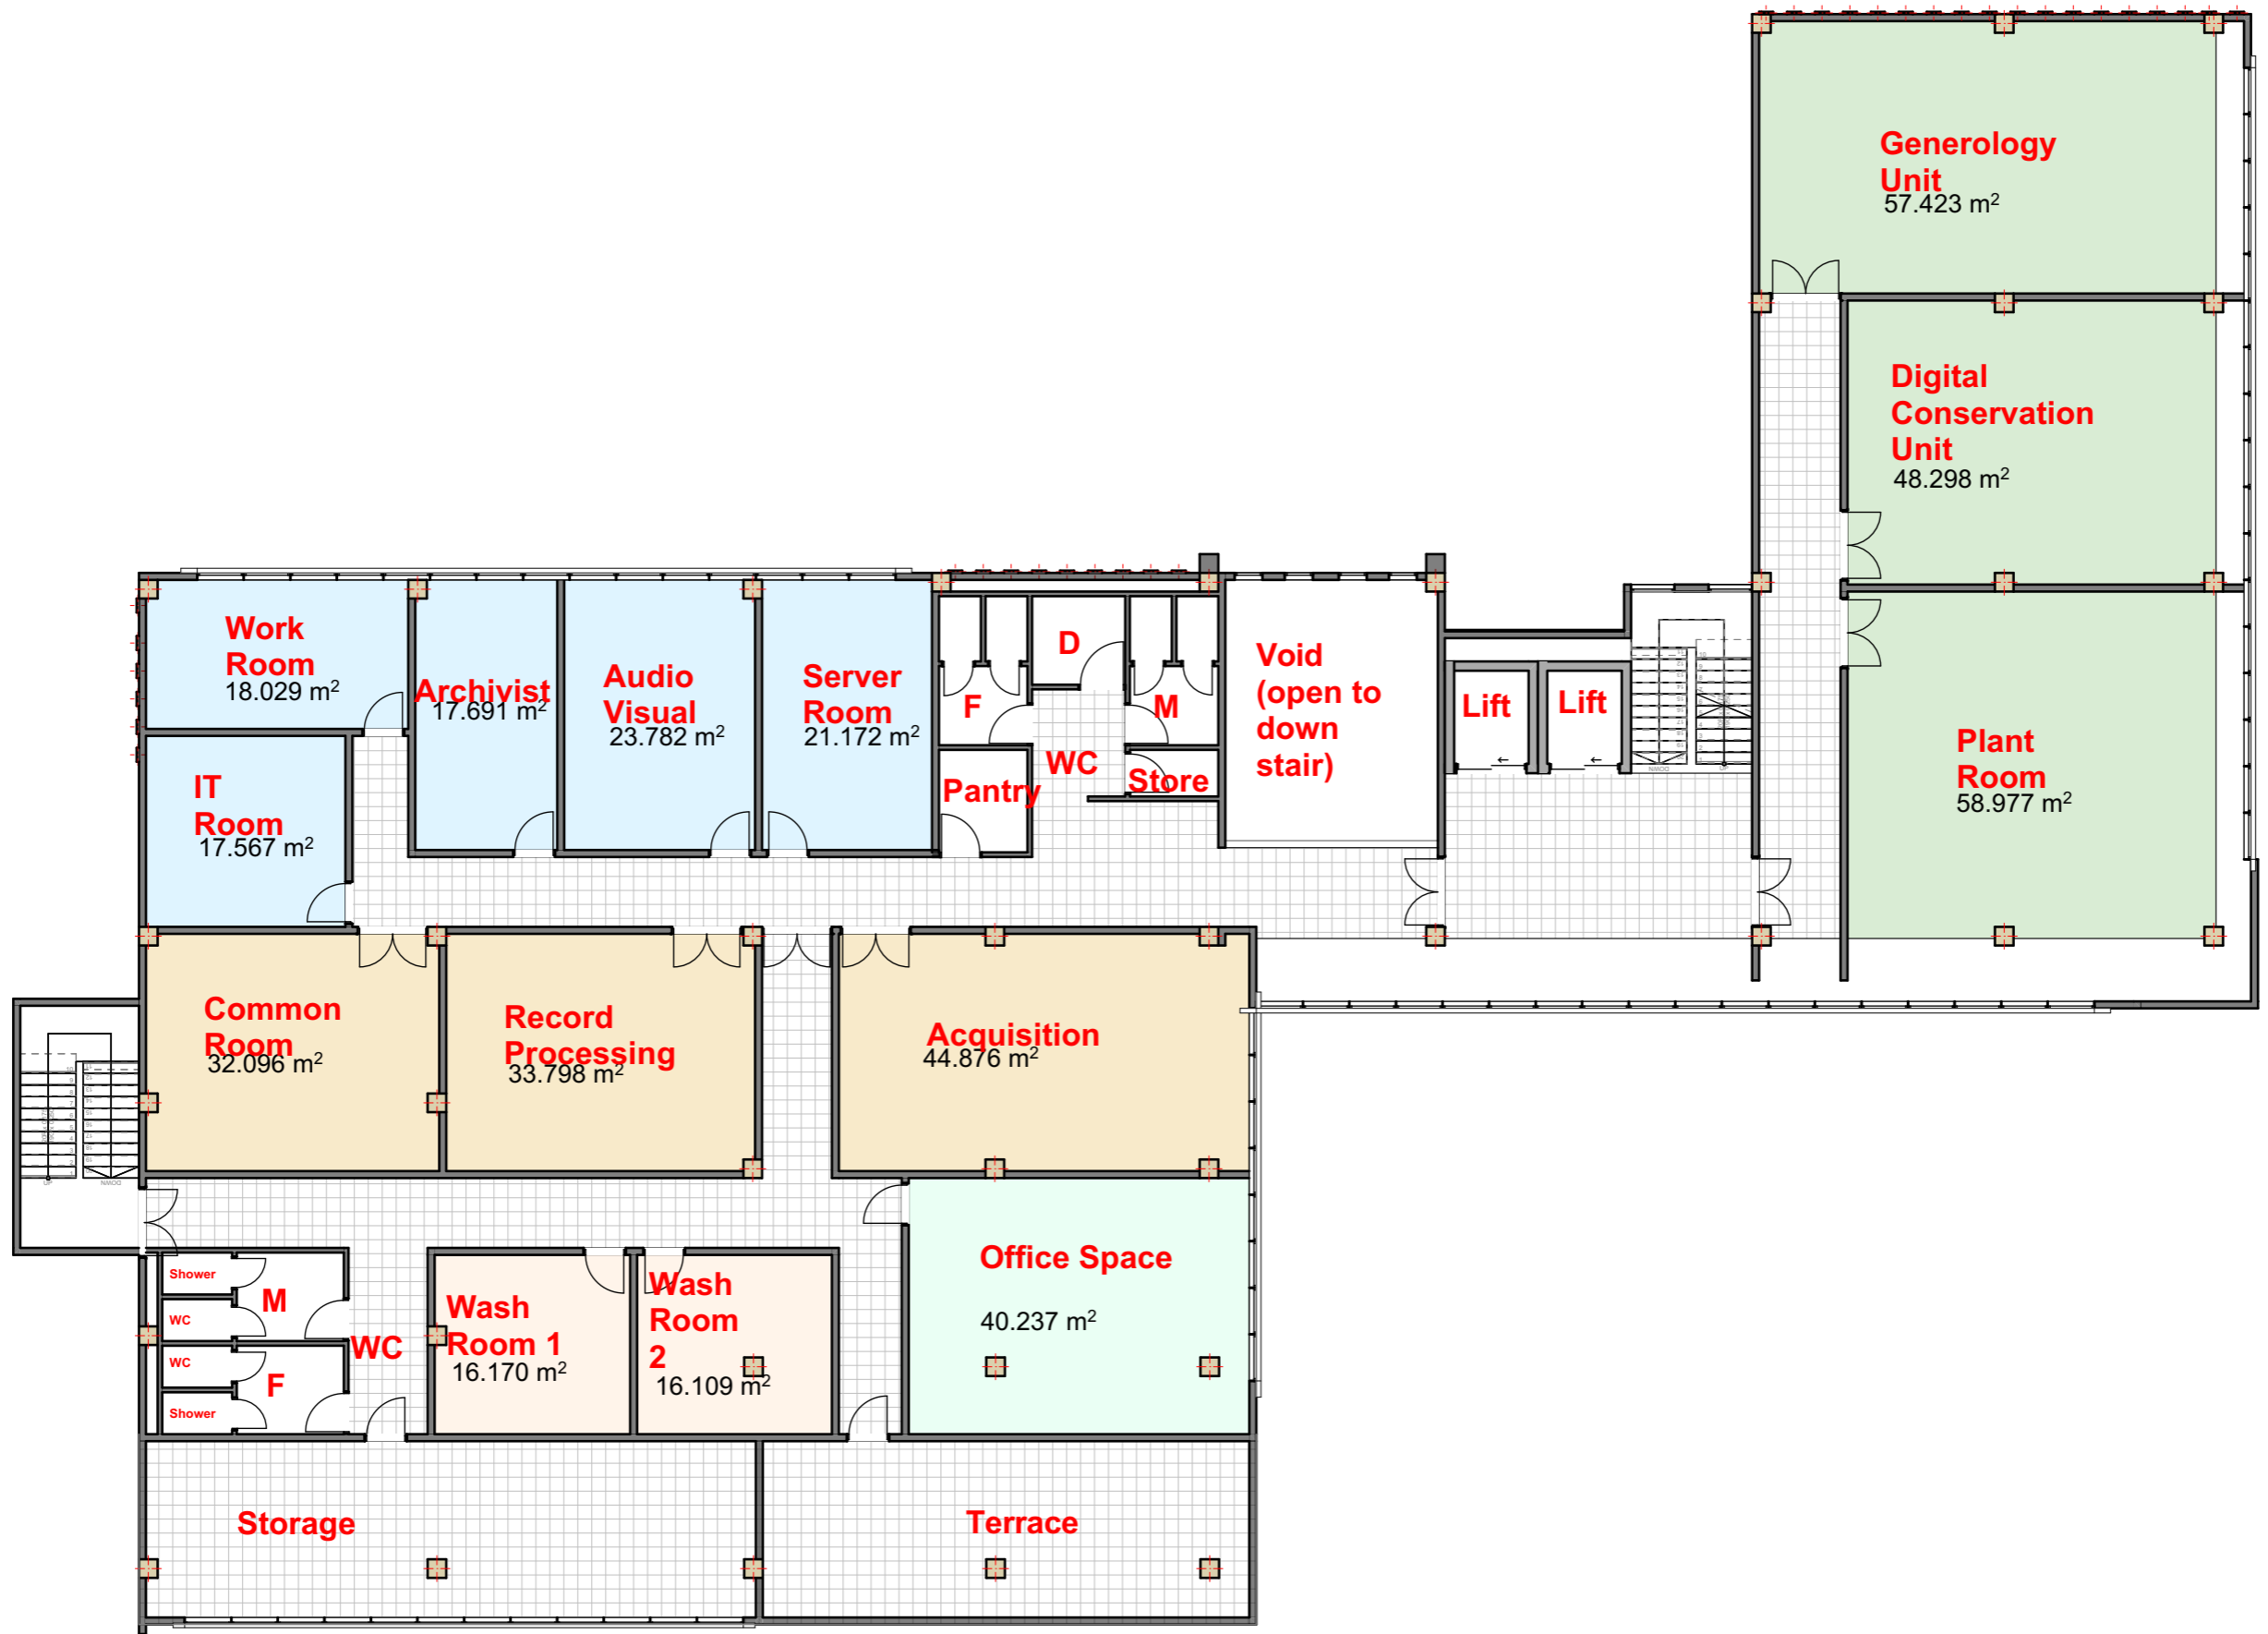 Generology
Unit
57.423 m²
Digital
Conservation
Unit
48.298 m²
Work
Room
18.029 m²
Archivist
17.691 m²
Audio
Visual
23.782 m²
Server
Room
21.172 m²
F
D
M
WC
Pantry
Store
Void
(open to
down
stair)
Lift
Lift
DOWN
UP
Plant
Room
58.977 m²
IT
Room
17.567 m²
Common
Room
32.096 m²
Record
Processing
33.798 m²
Acquisition
44.876 m²
UP
DOWN
Shower
M
WC
WC
F
Shower
WC
Wash
Room 1
16.170 m²
Wash
Room
2
16.109 m²
Office Space
40.237 m²
Storage
Terrace